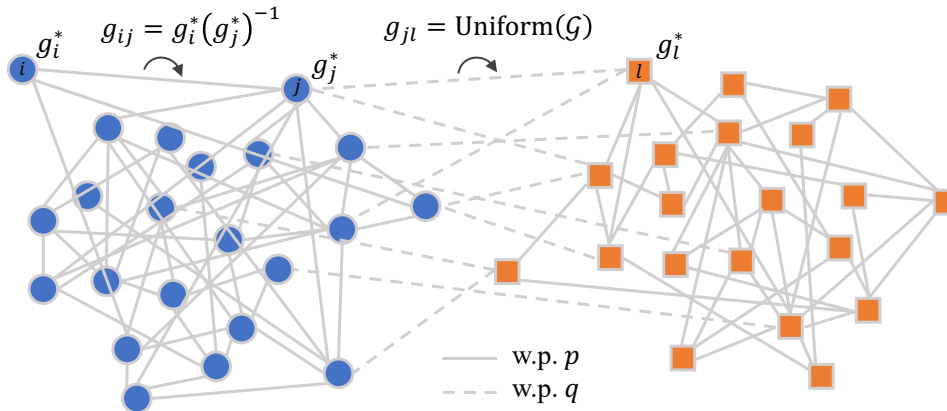 g_{ij} = g_i^*(g_j^*)^{-1}
g_{jl} = Uniform(𝒢)
g_i^*
g_j^*
g_l^*
i
j
l
w.p. p
w.p. q